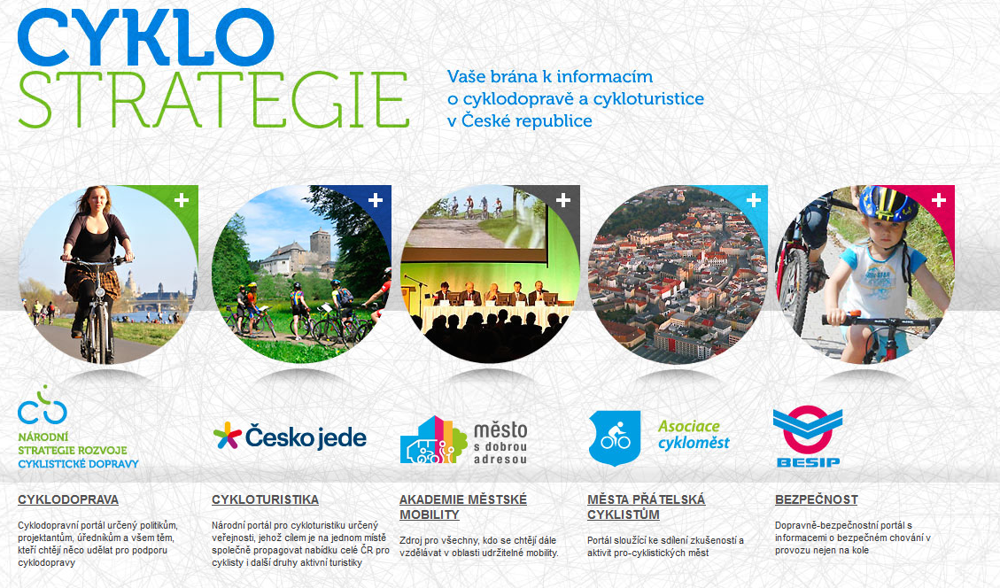 CYKLO
STRATEGIE
Vaše brána k informacím
o cyklodopravě a cykloturistice
v České republice
+
+
+
+
+
NÁRODNÍ
STRATEGIE ROZVOJE
CYKLISTICKÉ DOPRAVY
Česko jede
město
s dobrou
adresou
Asociace
cykloměst
BESIP
CYKLODOPRAVA
Cyklodopravní portál určený politikům,
projektantům, úředníkům a všem těm,
kteří chtějí něco udělat pro podporu
cyklodopravy
CYKLOTURISTIKA
Národní portál pro cykloturistiku určený
veřejnosti, jehož cílem je na jednom místě
společně propagovat nabídku celé ČR pro
cyklisty i další druhy aktivní turistiky
AKADEMIE MĚSTSKÉ
MOBILITY
Zdroj pro všechny, kdo se chtějí dále
vzdělávat v oblasti udržitelné mobility.
MĚSTA PŘÁTELSKÁ
CYKLISTŮM
Portál sloužící ke sdílení zkušeností a
aktivit pro-cyklistických měst
BEZPEČNOST
Dopravně-bezpečnostní portál s
informacemi o bezpečném chování v
provozu nejen na kole